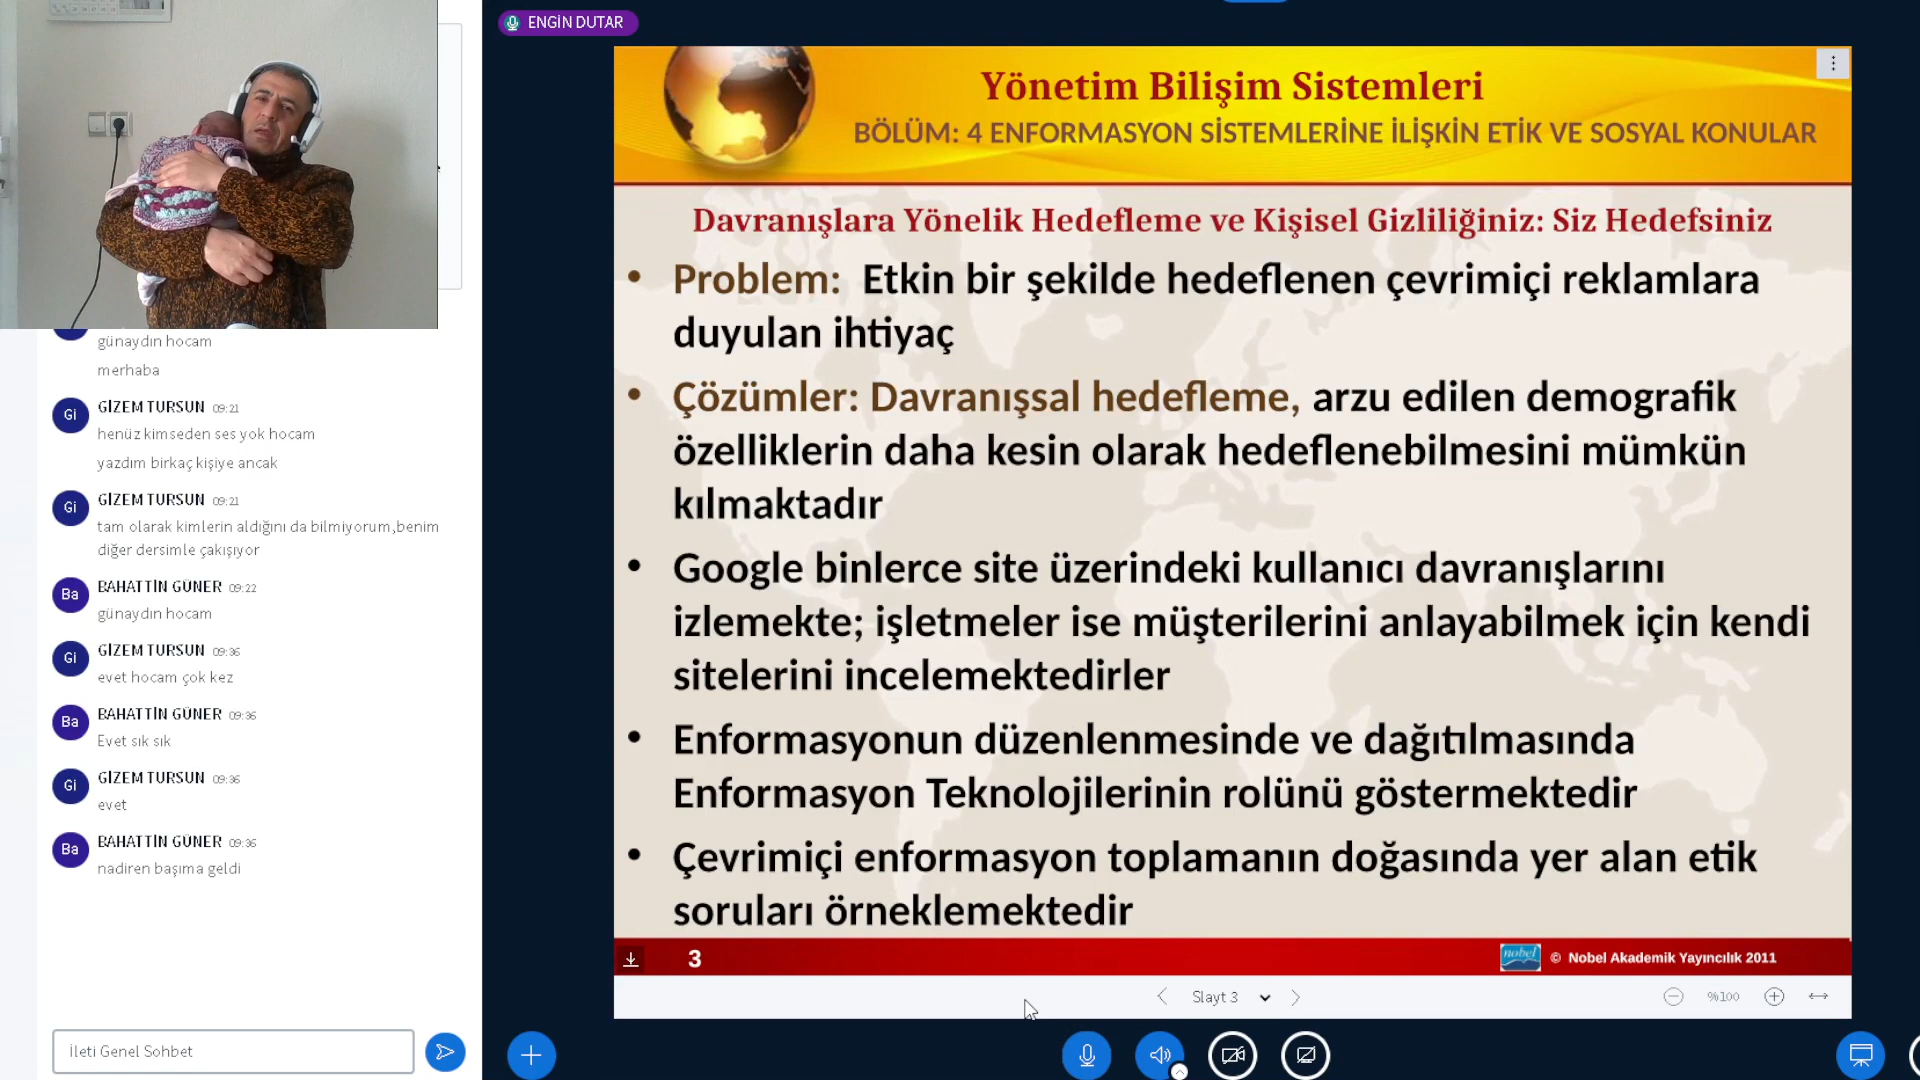 ENGİN DUTAR
Yönetim Bilişim Sistemleri
BÖLÜM: 4 ENFORMASYON SİSTEMLERİNE İLİŞKİN ETİK VE SOSYAL KONULAR
Davranışlara Yönelik Hedefleme ve Kişisel Gizliliğiniz: Siz Hedefsiniz
• Problem: Etkin bir şekilde hedeflenen çevrimiçi reklamlara
duyulan ihtiyaç
• Çözümler: Davranışsal hedefleme, arzu edilen demografik
özelliklerin daha kesin olarak hedeflenebilmesini mümkün
kılmaktadır
• Google binlerce site üzerindeki kullanıcı davranışlarını
izlemekte; işletmeler ise müşterilerini anlayabilmek için kendi
sitelerini incelemektedirler
• Enformasyonun düzenlenmesinde ve dağıtılmasında
Enformasyon Teknolojilerinin rolünü göstermektedir
• Çevrimiçi enformasyon toplamanın doğasında yer alan etik
soruları örneklemektedir
3
nobel
© Nobel Akademik Yayıncılık 2011
Slayt 3
%100
günaydın hocam
merhaba
Gi
GİZEM TURSUN 09:21
henüz kimseden ses yok hocam
yazdım birkaç kişiye ancak
Gi
GİZEM TURSUN 09:21
tam olarak kimlerin aldığını da bilmiyorum,benim
diğer dersimle çakışıyor
Ba
BAHATTİN GÜNER 09:22
günaydın hocam
Gi
GİZEM TURSUN 09:36
evet hocam çok kez
Ba
BAHATTİN GÜNER 09:36
Evet sık sık
Gi
GİZEM TURSUN 09:36
evet
Ba
BAHATTİN GÜNER 09:36
nadiren başıma geldi
İleti Genel Sohbet